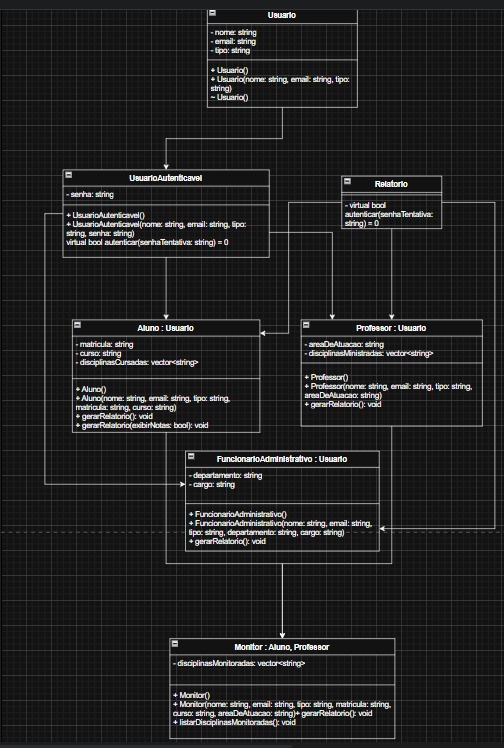 Usuario
- nome: string
- email: string
- tipo: string
+ Usuario()
+ Usuario(nome: string, email: string, tipo:
string)
~ Usuario()
UsuarioAutenticavel
- senha: string
+ UsuarioAutenticavel()
+ UsuarioAutenticavel(nome: string, email: string, tipo:
string, senha: string)
virtual bool autenticar(senhaTentativa: string) = 0
Relatorio
- virtual bool
autenticar(senhaTentativa:
string) = 0
Aluno : Usuario
- matricula: string
- curso: string
- disciplinasCursadas: vector<string>
+ Aluno()
+ Aluno(nome: string, email: string, tipo: string,
matricula: string, curso: string)
+ gerarRelatorio(): void
+ gerarRelatorio(exibirNotas: bool): void
Professor : Usuario
- areaDeAtuacao: string
- disciplinasMinistradas: vector<string>
+ Professor()
+ Professor(nome: string, email: string, tipo: string,
areaDeAtuacao: string)
+ gerarRelatorio(): void
FuncionarioAdministrativo : Usuario
- departamento: string
- cargo: string
+ FuncionarioAdministrativo()
+ FuncionarioAdministrativo(nome: string, email: string,
tipo: string, departamento: string, cargo: string)
+ gerarRelatorio(): void
Monitor : Aluno, Professor
- disciplinasMonitoradas: vector<string>
+ Monitor()
+ Monitor(nome: string, email: string, tipo: string, matricula: string,
curso: string, areaDeAtuacao: string)+ gerarRelatorio(): void
+ listarDisciplinasMonitoradas(): void